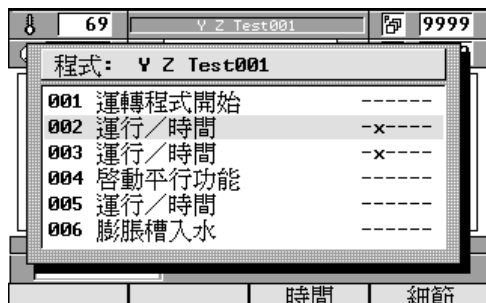 69 Y Z Test001 9999
程式: Y Z Test001
001 運轉程式開始 ------
002 運行／時間 -x----
003 運行／時間 -x----
004 啓動平行功能 ------
005 運行／時間 ------
006 膨脹槽入水 ------
時間 細節